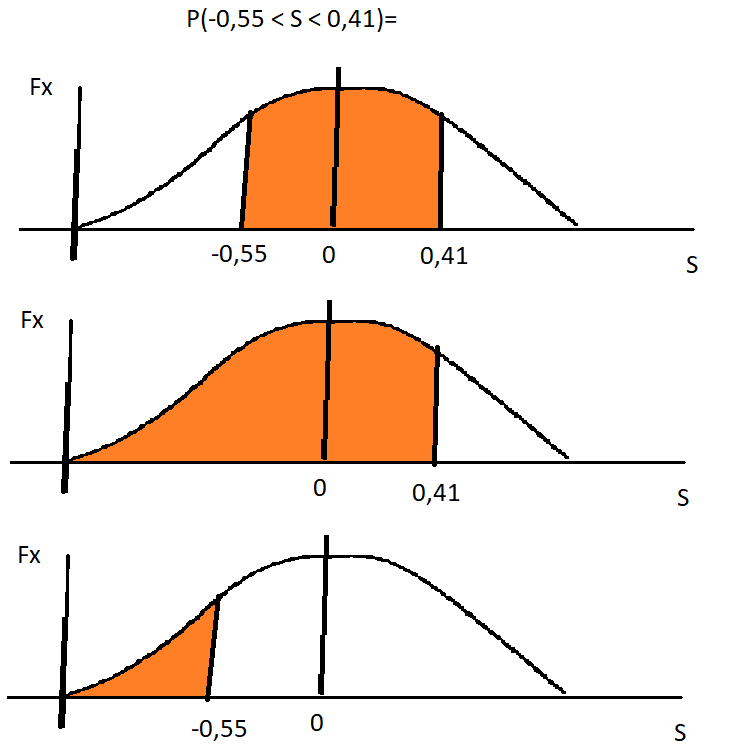 P(-0,55 < S < 0,41)=
Fx
-0,55 0 0,41
S
Fx
0 0,41
S
Fx
-0,55 0
S